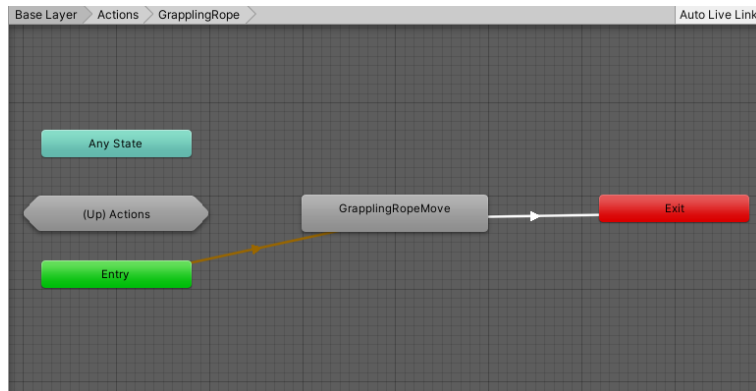 Base Layer
Actions
GrapplingRope
Auto Live Link
Any State
(Up) Actions
GrapplingRopeMove
Exit
Entry